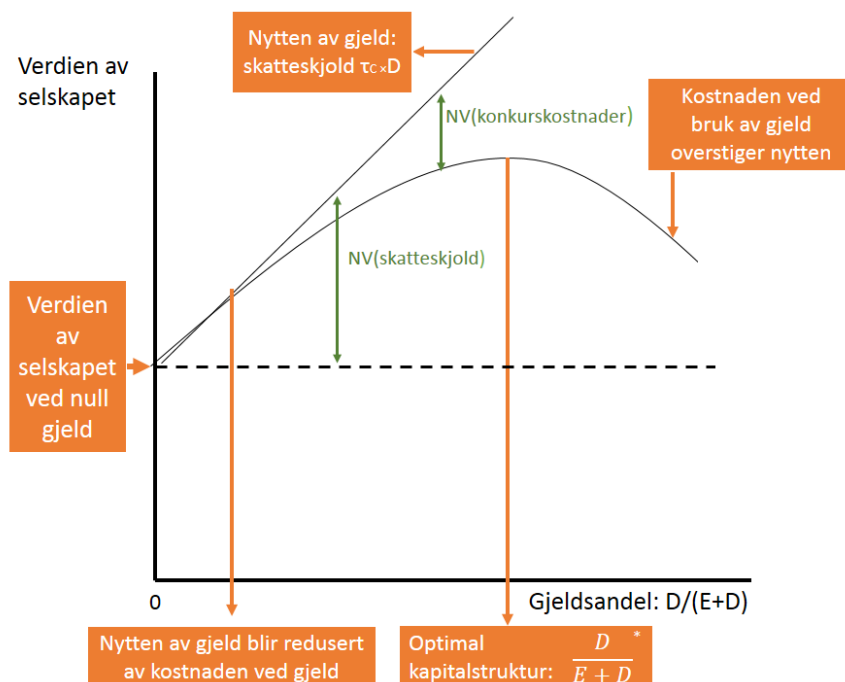 Nytten av gjeld:
skatteskjold τC×D
Verdien av
selskapet
NV(konkurskostnader)
Kostnaden ved
bruk av gjeld
overstiger nytten
NV(skatteskjold)
Verdien
av
selskapet
ved null
gjeld
0
Gjeldsandel: D/(E+D)
Nytten av gjeld blir redusert
av kostnaden ved gjeld
Optimal
kapitalstruktur:
D *
E + D